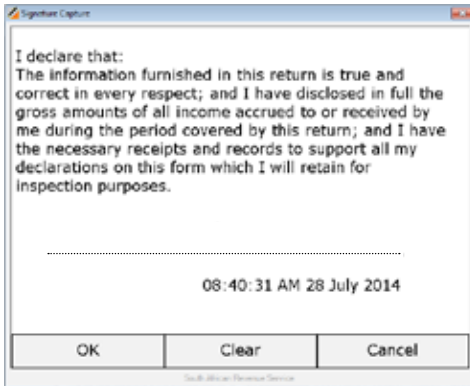 Signature Capture
I declare that:
The information furnished in this return is true and
correct in every respect; and I have disclosed in full the
gross amounts of all income accrued to or received by
me during the period covered by this return; and I have
the necessary receipts and records to support all my
declarations on this form which I will retain for
inspection purposes.
08:40:31 AM 28 July 2014
OK Clear Cancel
South African Revenue Service